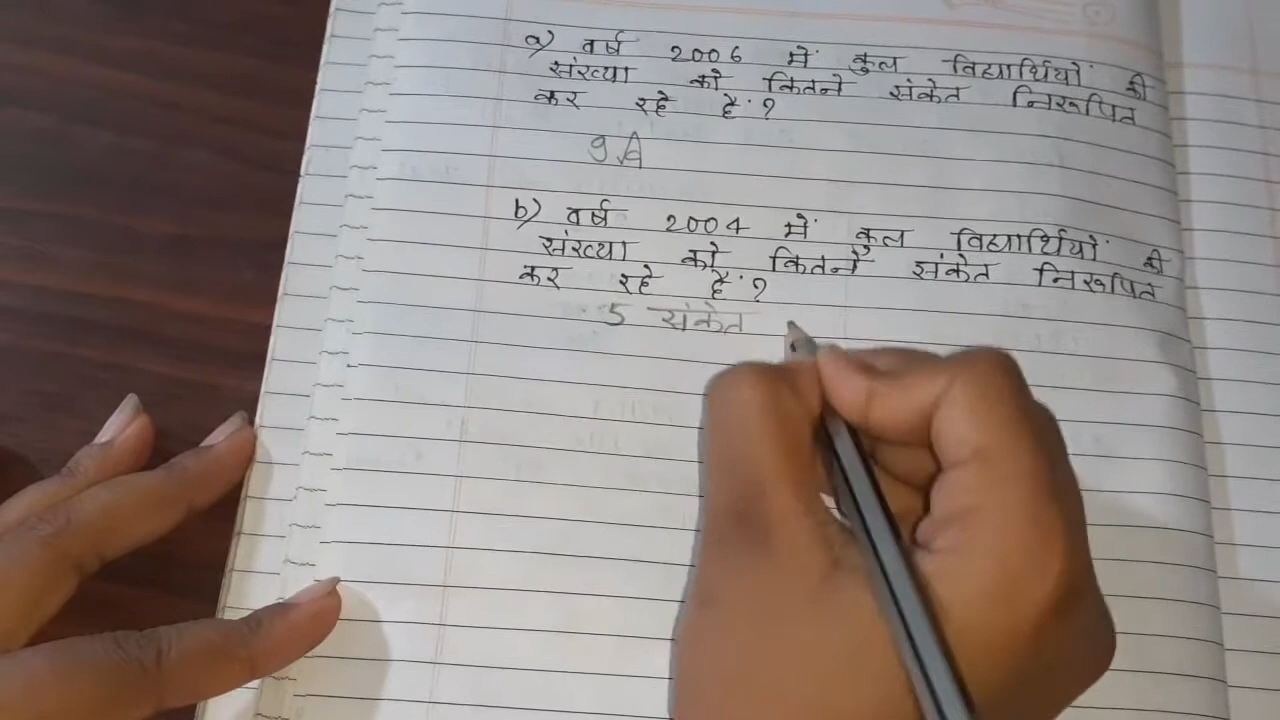 a) वर्ष 2006 में कुल विद्यार्थियों की
संख्या को कितने संकेत निरूपित
कर रहे हैं?
9
b) वर्ष 2004 में कुल विद्यार्थियों की
संख्या को कितने संकेत निरूपित
कर रहे हैं?
5 संकेत